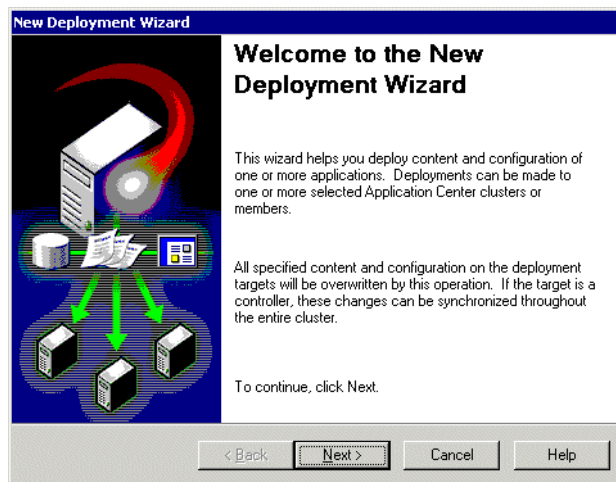 New Deployment Wizard
Welcome to the New
Deployment Wizard
This wizard helps you deploy content and configuration of
one or more applications. Deployments can be made to
one or more selected Application Center clusters or
members.
All specified content and configuration on the deployment
targets will be overwritten by this operation. If the target is a
controller, these changes can be synchronized throughout
the entire cluster.
To continue, click Next.
< Back Next > Cancel Help